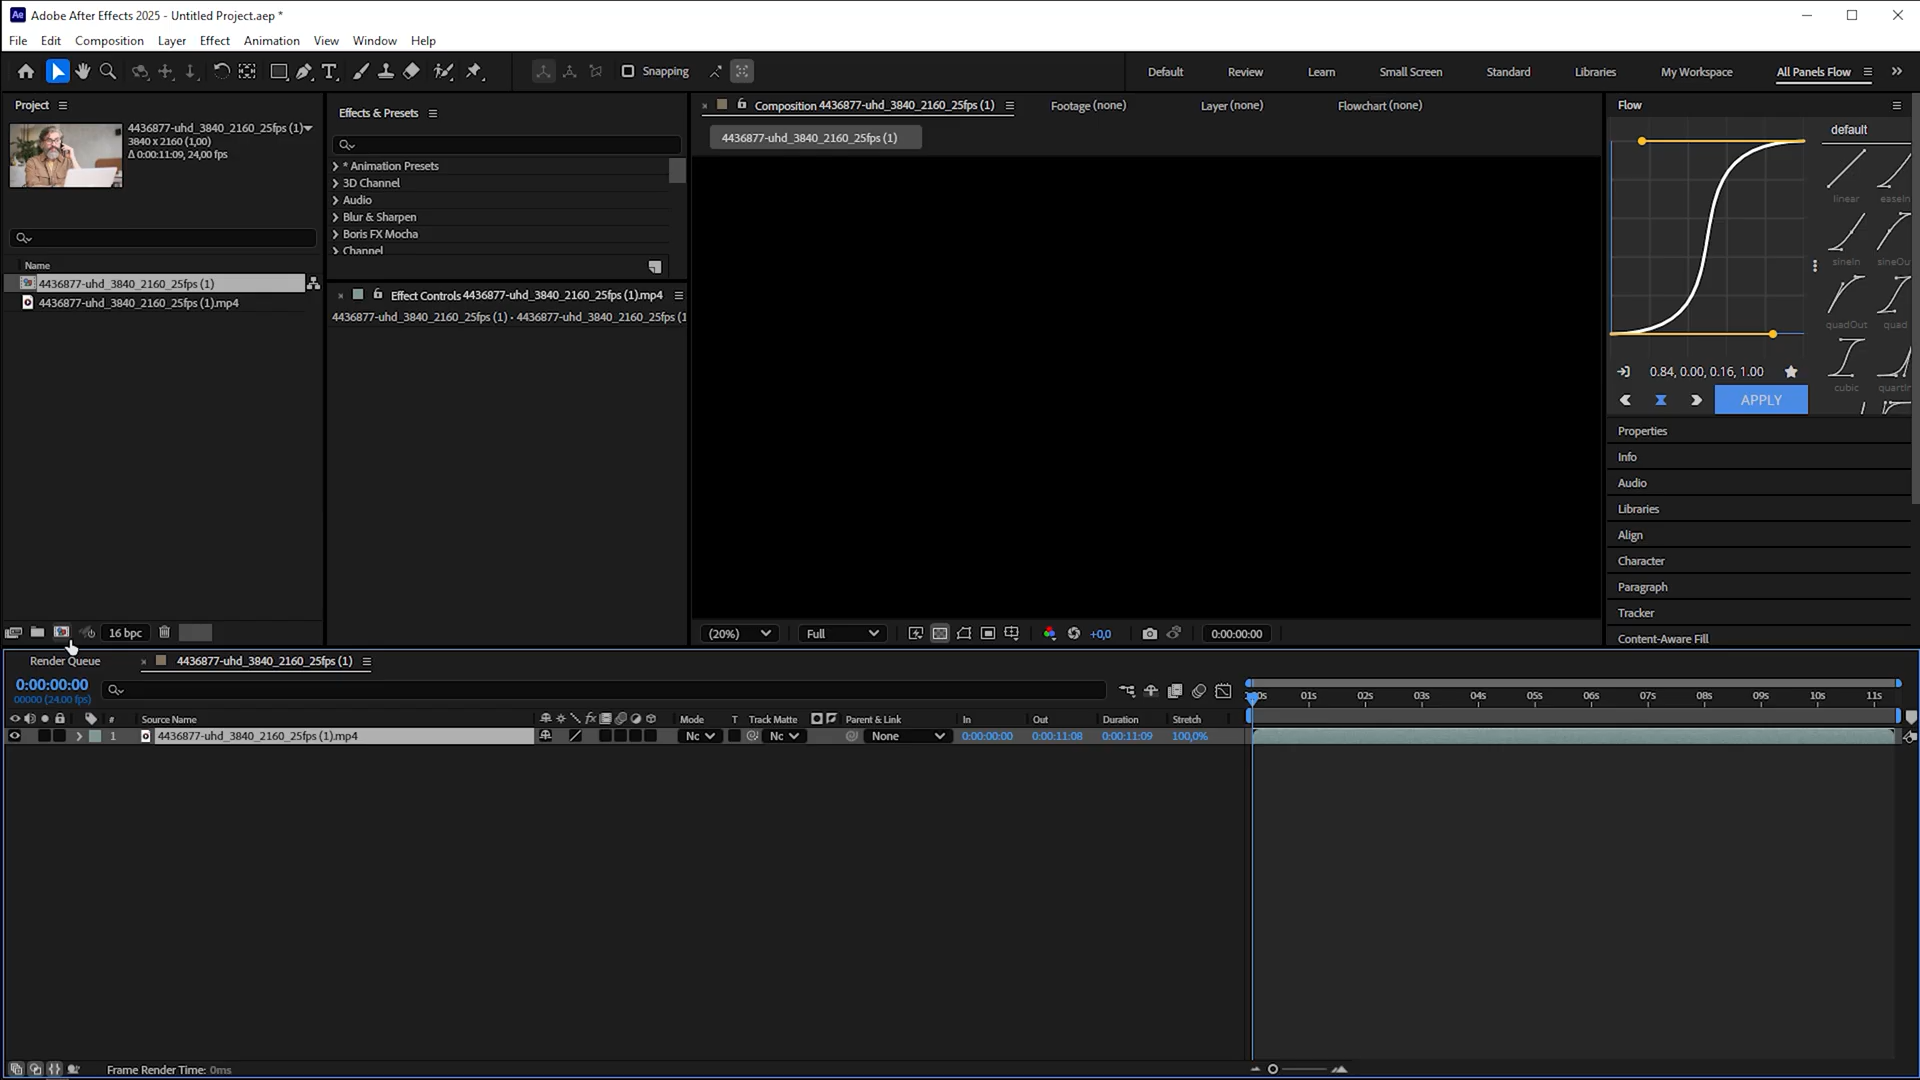 Ae Adobe After Effects 2025 - Untitled Project.aep *
File Edit Composition Layer Effect Animation View Window Help
Snapping
Default Review Learn Small Screen Standard Libraries My Workspace All Panels Flow
Project
4436877-uhd_3840_2160_25fps (1)
3840 x 2160 (1,00)
Δ 0:00:11:09, 24,00 fps
Name
4436877-uhd_3840_2160_25fps (1)
4436877-uhd_3840_2160_25fps (1).mp4
16 bpc
Effects & Presets
* Animation Presets
3D Channel
Audio
Blur & Sharpen
Boris FX Mocha
Channel
Effect Controls 4436877-uhd_3840_2160_25fps (1).mp4
4436877-uhd_3840_2160_25fps (1) · 4436877-uhd_3840_2160_25fps (1
Composition 4436877-uhd_3840_2160_25fps (1)
Footage (none)
Layer (none)
Flowchart (none)
4436877-uhd_3840_2160_25fps (1)
(20%) Full +0,0 0:00:00:00
Flow
default
linear easeIn
sineIn sineOu
quadOut quad
cubic quartIn
0.84, 0.00, 0.16, 1.00
APPLY
Properties
Info
Audio
Libraries
Align
Character
Paragraph
Tracker
Content-Aware Fill
Render Queue
4436877-uhd_3840_2160_25fps (1)
0:00:00:00
00000 (24.00 fps)
00s 01s 02s 03s 04s 05s 06s 07s 08s 09s 10s 11s
# Source Name fx Mode T Track Matte Parent & Link In Out Duration Stretch
1 4436877-uhd_3840_2160_25fps (1).mp4 Nc Nc None 0:00:00:00 0:00:11:08 0:00:11:09 100,0%
Frame Render Time: 0ms